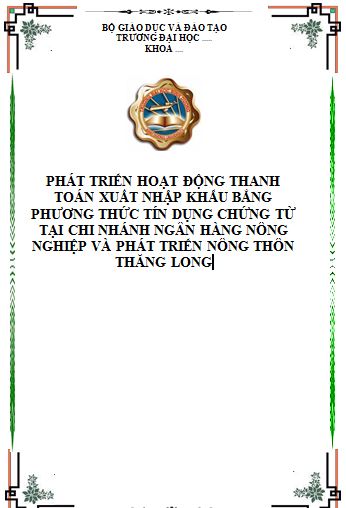 BỘ GIÁO DỤC VÀ ĐÀO TẠO
TRƯỜNG ĐẠI HỌC .....
KHOA ....
PHÁT TRIỂN HOẠT ĐỘNG THANH
TOÁN XUẤT NHẬP KHẨU BẰNG
PHƯƠNG THỨC TÍN DỤNG CHỨNG TỪ
TẠI CHI NHÁNH NGÂN HÀNG NÔNG
NGHIỆP VÀ PHÁT TRIỂN NÔNG THÔN
THĂNG LONG